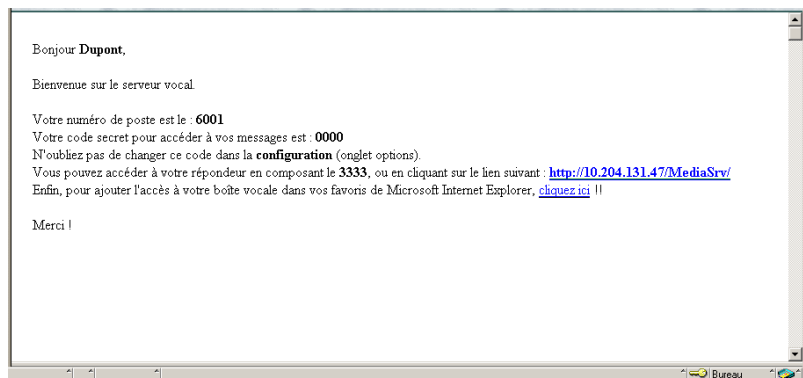 Bonjour Dupont,
Bienvenue sur le serveur vocal.
Votre numéro de poste est le : 6001
Votre code secret pour accéder à vos messages est : 0000
N'oubliez pas de changer ce code dans la configuration (onglet options).
Vous pouvez accéder à votre répondeur en composant le 3333, ou en cliquant sur le lien suivant : http://10.204.131.47/MediaSrv/
Enfin, pour ajouter l'accès à votre boîte vocale dans vos favoris de Microsoft Internet Explorer, cliquez ici !!
Merci !
Bureau